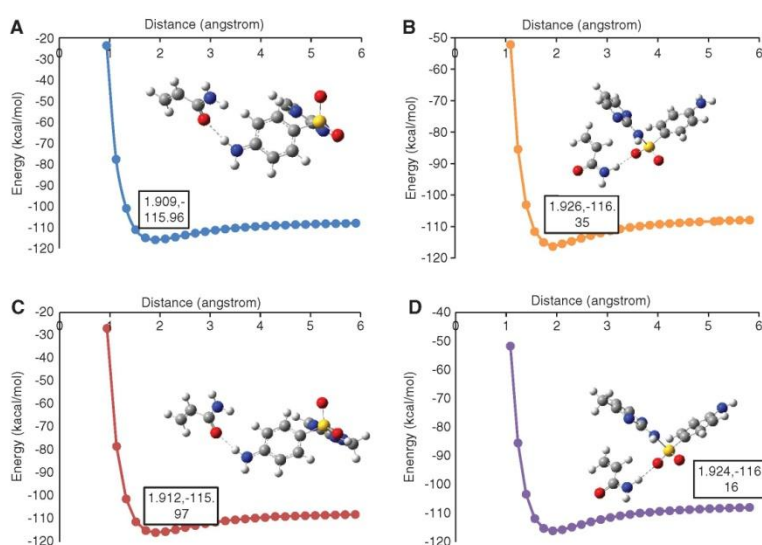 A
Distance (angstrom)
0 1 2 3 4 5 6
-20
-30
-40
-50
-60
-70
-80
-90
-100
-110
-120
Energy (kcal/mol)
1.909,-
115.96
B
Distance (angstrom)
0 1 2 3 4 5 6
-50
-60
-70
-80
-90
-100
-110
-120
Energy (kcal/mol)
1.926,-116.
35
C
Distance (angstrom)
0 1 2 3 4 5 6
-20
-30
-40
-50
-60
-70
-80
-90
-100
-110
-120
Energy (kacal/mol)
1.912,-115.
97
D
Distance (angstrom)
0 1 2 3 4 5 6
-40
-50
-60
-70
-80
-90
-100
-110
-120
Enenrgy (kcal/mol)
1.924,-116
16